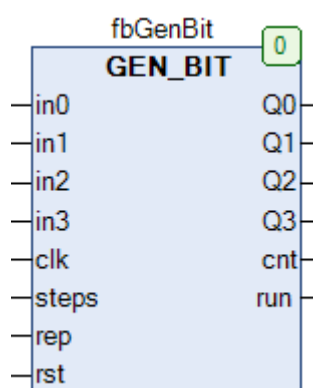 fbGenBit
0
GEN_BIT
in0 Q0
in1 Q1
in2 Q2
in3 Q3
clk cnt
steps run
rep
rst